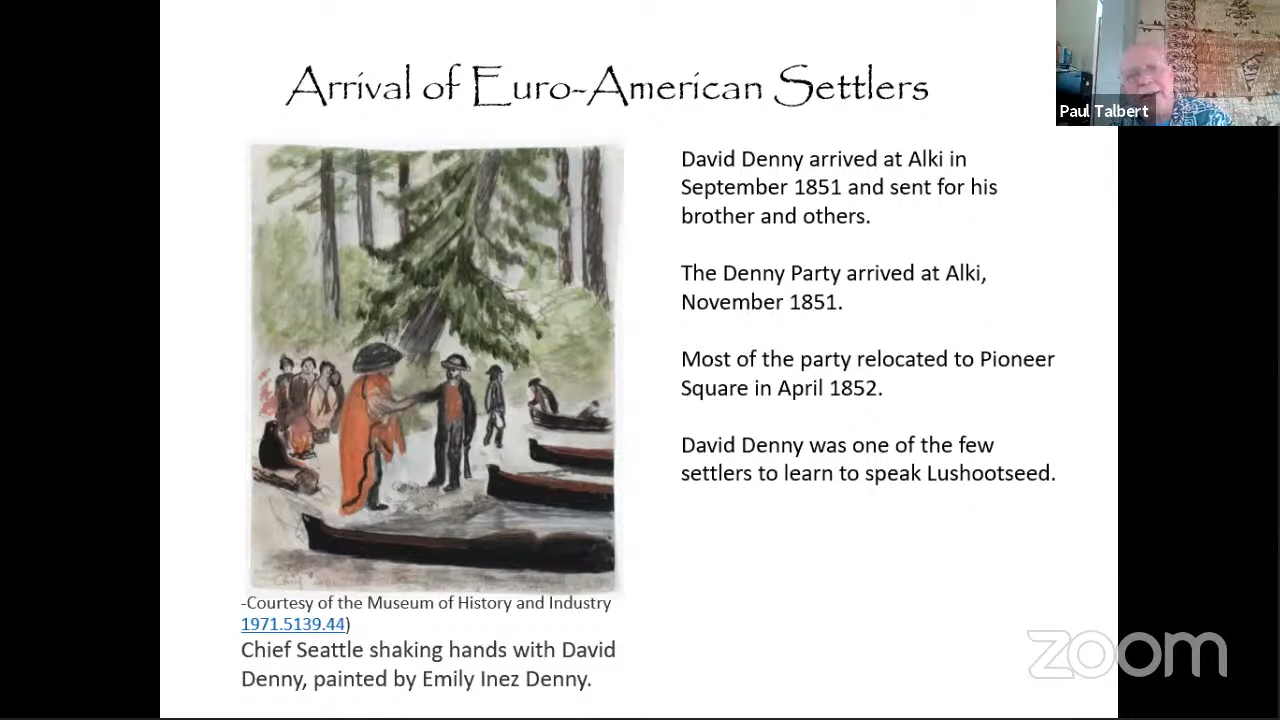 Arrival of Euro-American Settlers
Paul Talbert
David Denny arrived at Alki in
September 1851 and sent for his
brother and others.
The Denny Party arrived at Alki,
November 1851.
Most of the party relocated to Pioneer
Square in April 1852.
David Denny was one of the few
settlers to learn to speak Lushootseed.
-Courtesy of the Museum of History and Industry
1971.5139.44)
Chief Seattle shaking hands with David
Denny, painted by Emily Inez Denny.
zoom